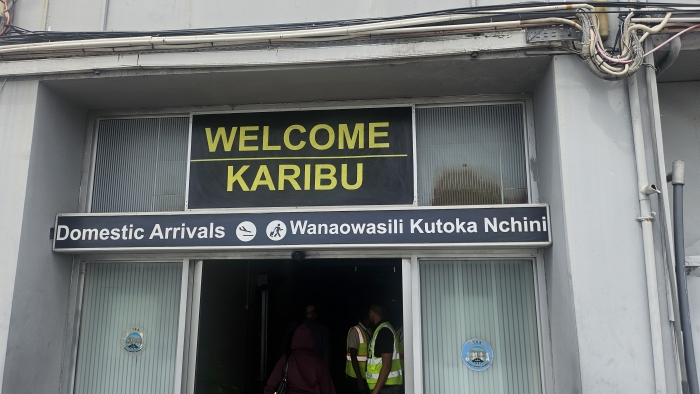 WELCOME
KARIBU
Domestic Arrivals Wanaowasili Kutoka Nchini